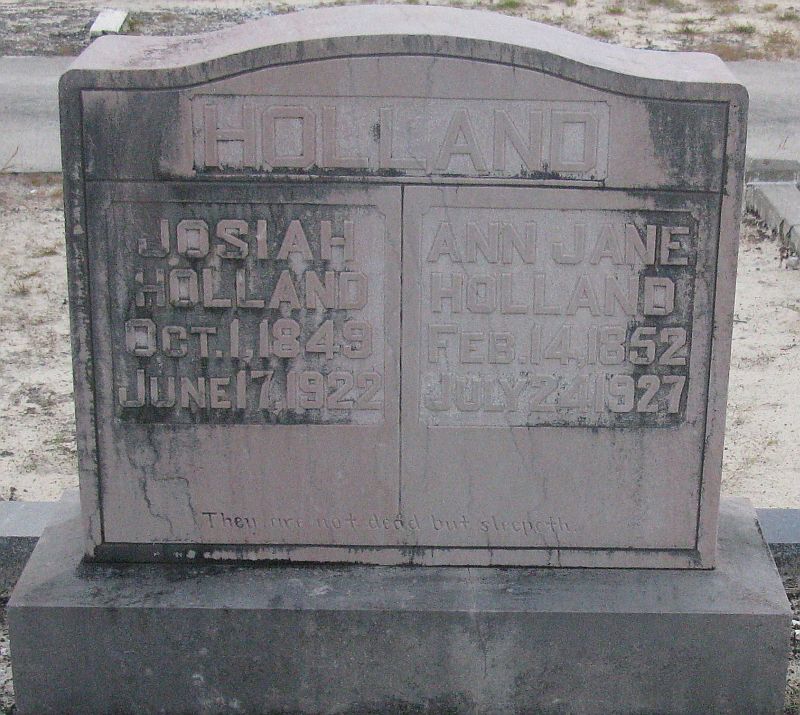 HOLLAND
JOSIAH
HOLLAND
OCT. 1, 1849
JUNE 17, 1922
ANN JANE
HOLLAND
FEB. 14, 1852
JULY 24, 1927
They are not dead but sleepeth.